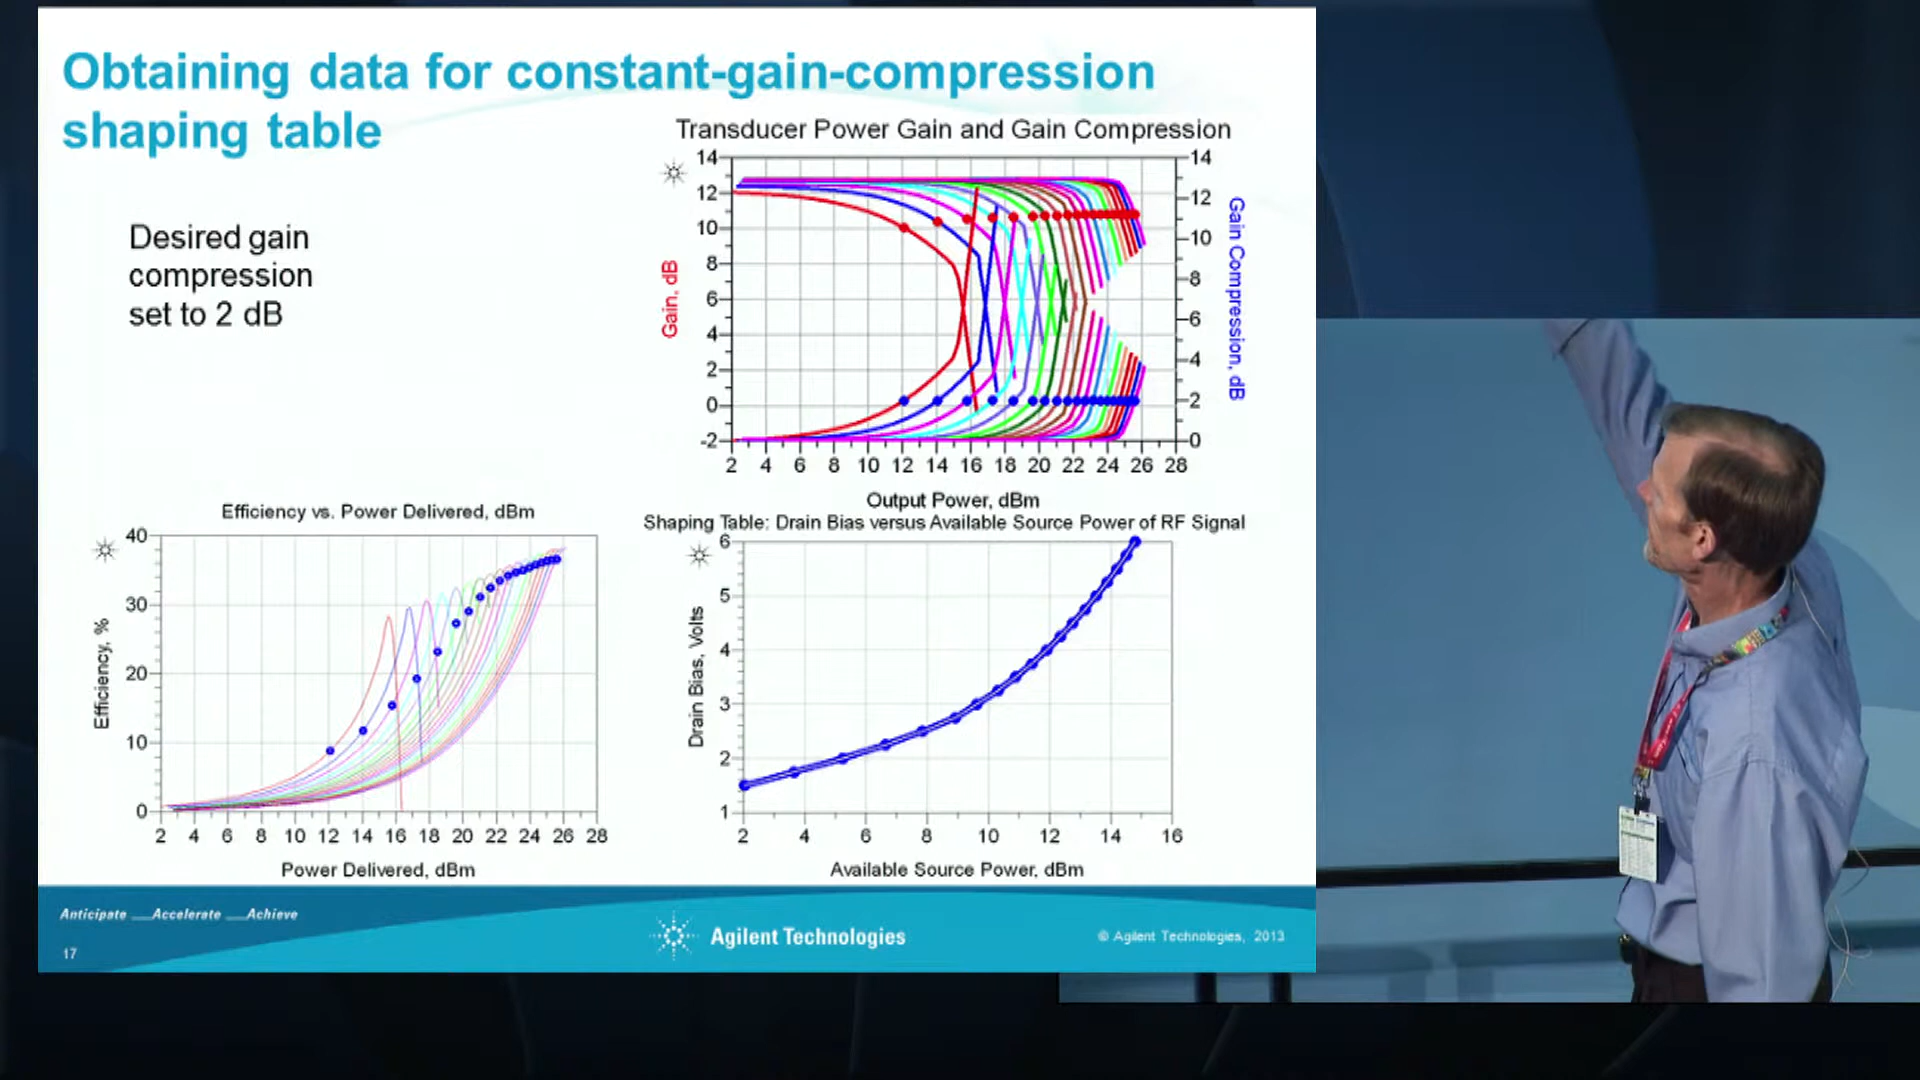 Obtaining data for constant-gain-compression
shaping table
Desired gain
compression
set to 2 dB
Transducer Power Gain and Gain Compression
14
12
10
8
6
4
2
0
-2
Gain, dB
14
12
10
8
6
4
2
0
Gain Compression, dB
2 4 6 8 10 12 14 16 18 20 22 24 26 28
Output Power, dBm
Efficiency vs. Power Delivered, dBm
40
30
20
10
0
Efficiency, %
2 4 6 8 10 12 14 16 18 20 22 24 26 28
Power Delivered, dBm
Shaping Table: Drain Bias versus Available Source Power of RF Signal
6
5
4
3
2
1
Drain Bias, Volts
2 4 6 8 10 12 14 16
Available Source Power, dBm
Anticipate __Accelerate __Achieve
17
Agilent Technologies
© Agilent Technologies, 2013